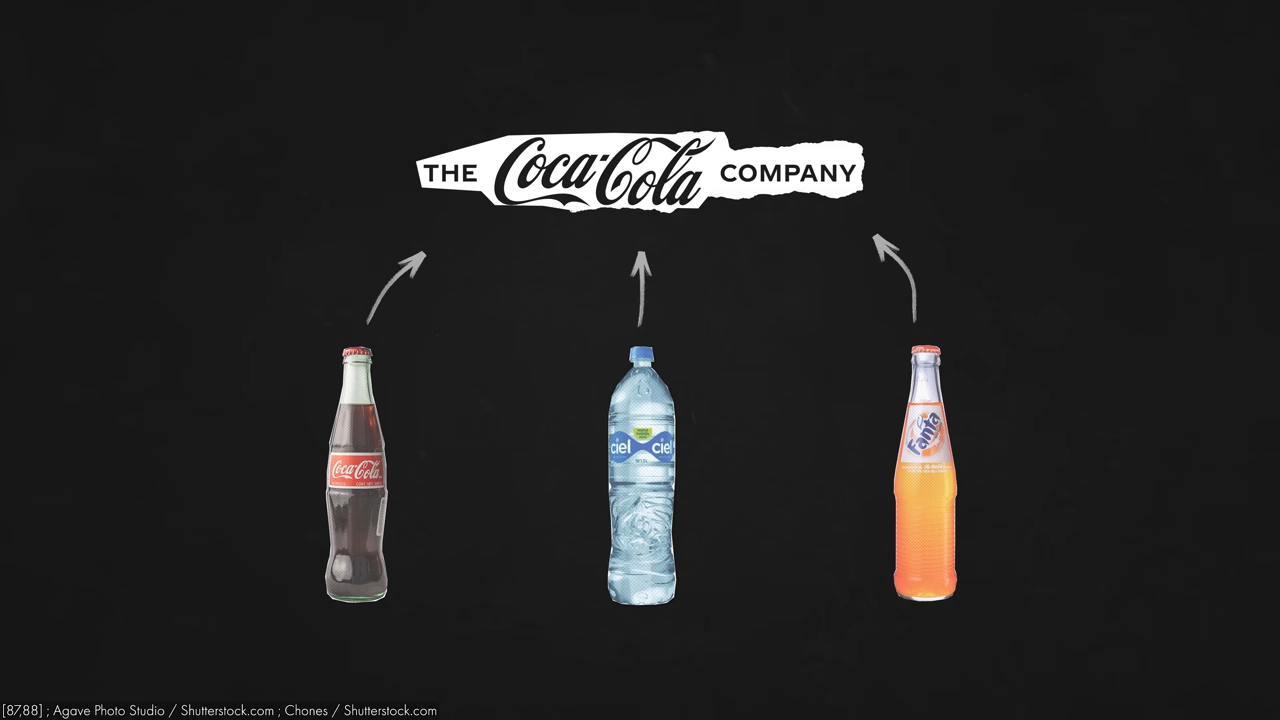 THE Coca-Cola COMPANY
Coca-Cola
ciel ciel
Fanta
[87,88] ; Agave Photo Studio / Shutterstock.com ; Chones / Shutterstock.com